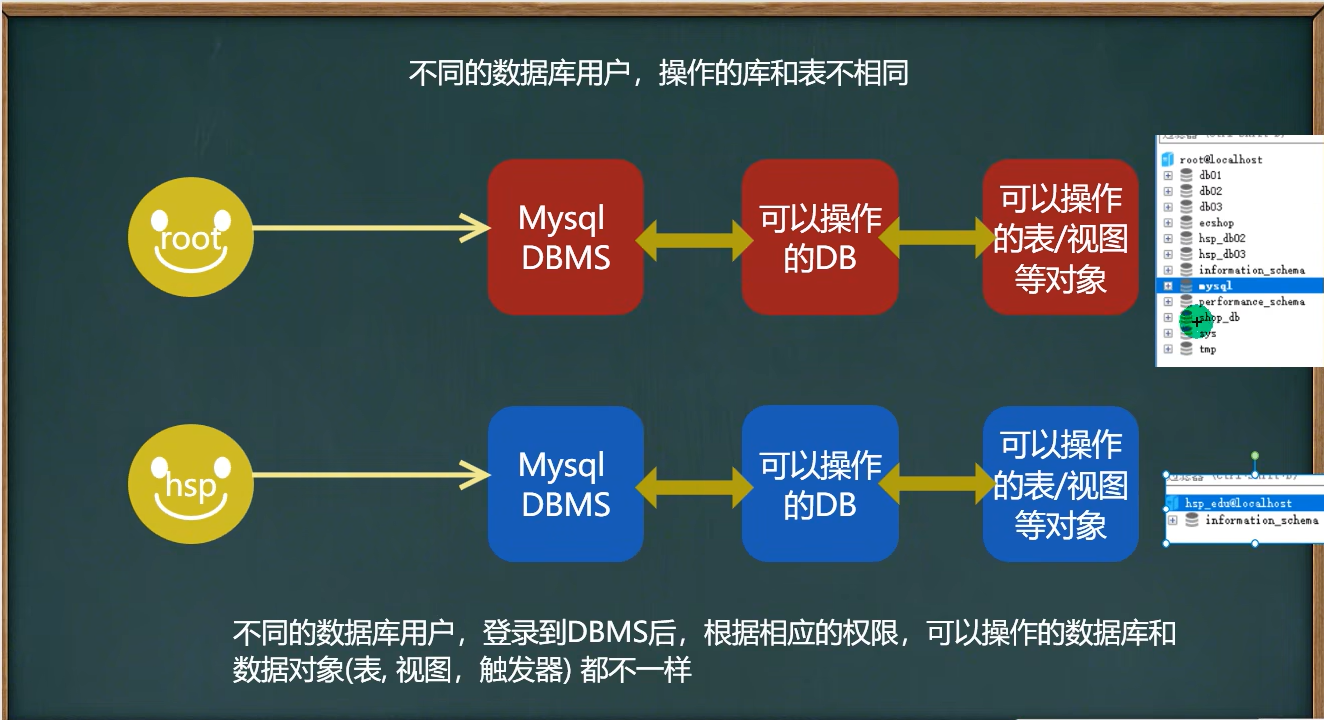 不同的数据库用户，操作的库和表不相同
root
Mysql
DBMS
可以操作
的DB
可以操作
的表/视图
等对象
root@localhost
db01
db02
db03
ecshop
hsp_db02
hsp_db03
information_schema
mysql
performance_schema
shop_db
sys
tmp
hsp
Mysql
DBMS
可以操作
的DB
可以操作
的表/视图
等对象
hsp_edu@localhost
information_schema
不同的数据库用户，登录到DBMS后，根据相应的权限，可以操作的数据库和
数据对象(表, 视图，触发器) 都不一样